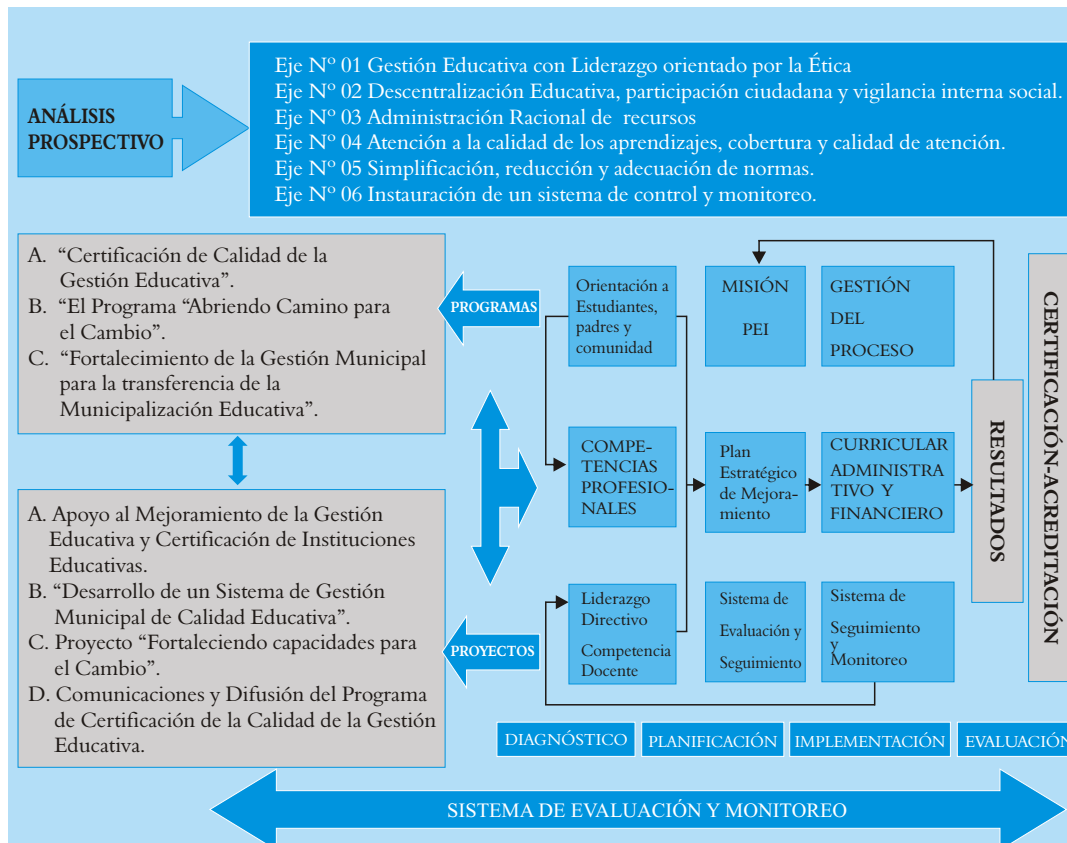 ANÁLISIS
PROSPECTIVO
Eje Nº 01 Gestión Educativa con Liderazgo orientado por la Ética
Eje Nº 02 Descentralización Educativa, participación ciudadana y vigilancia interna social.
Eje Nº 03 Administración Racional de recursos
Eje Nº 04 Atención a la calidad de los aprendizajes, cobertura y calidad de atención.
Eje Nº 05 Simplificación, reducción y adecuación de normas.
Eje Nº 06 Instauración de un sistema de control y monitoreo.
A. “Certificación de Calidad de la
Gestión Educativa”.
B. “El Programa “Abriendo Camino para
el Cambio”.
C. “Fortalecimiento de la Gestión Municipal
para la transferencia de la
Municipalización Educativa”.
PROGRAMAS
Orientación a
Estudiantes,
padres y
comunidad
MISIÓN
PEI
GESTIÓN
DEL
PROCESO
COMPE-
TENCIAS
PROFESIO-
NALES
Plan
Estratégico
de Mejora-
miento
CURRICULAR
ADMINISTRA
TIVO Y
FINANCIERO
RESULTADOS
CERTIFICACIÓN-ACREDITACIÓN
A. Apoyo al Mejoramiento de la Gestión
Educativa y Certificación de Instituciones
Educativas.
B. “Desarrollo de un Sistema de Gestión
Municipal de Calidad Educativa”.
C. Proyecto “Fortaleciendo capacidades para
el Cambio”.
D. Comunicaciones y Difusión del Programa
de Certificación de la Calidad de la Gestión
Educativa.
PROYECTOS
Liderazgo
Directivo
Competencia
Docente
Sistema de
Evaluación y
Seguimiento
Sistema de
Seguimiento
y
Monitoreo
DIAGNÓSTICO
PLANIFICACIÓN
IMPLEMENTACIÓN
EVALUACIÓN
SISTEMA DE EVALUACIÓN Y MONITOREO